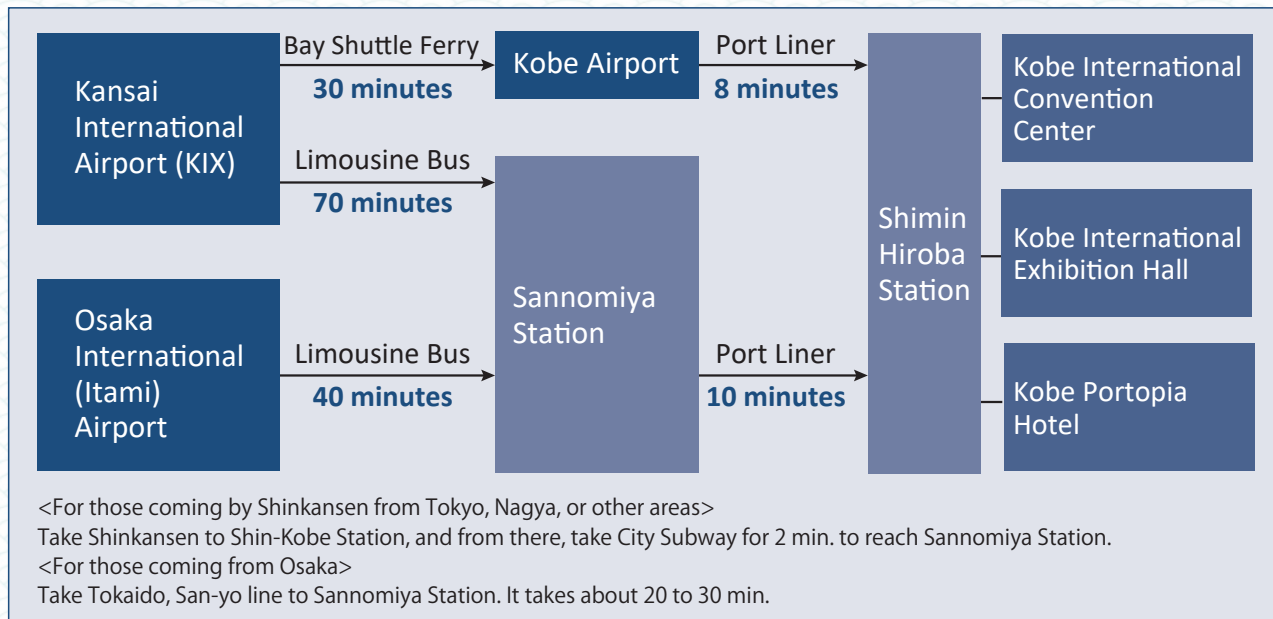 Kansai
International
Airport (KIX)
Bay Shuttle Ferry
30 minutes
Kobe Airport
Port Liner
8 minutes
Limousine Bus
70 minutes
Osaka
International
(Itami)
Airport
Limousine Bus
40 minutes
Sannomiya
Station
Port Liner
10 minutes
Shimin
Hiroba
Station
Kobe International
Convention
Center
Kobe International
Exhibition Hall
Kobe Portopia
Hotel
<For those coming by Shinkansen from Tokyo, Nagya, or other areas>
Take Shinkansen to Shin-Kobe Station, and from there, take City Subway for 2 min. to reach Sannomiya Station.
<For those coming from Osaka>
Take Tokaido, San-yo line to Sannomiya Station. It takes about 20 to 30 min.